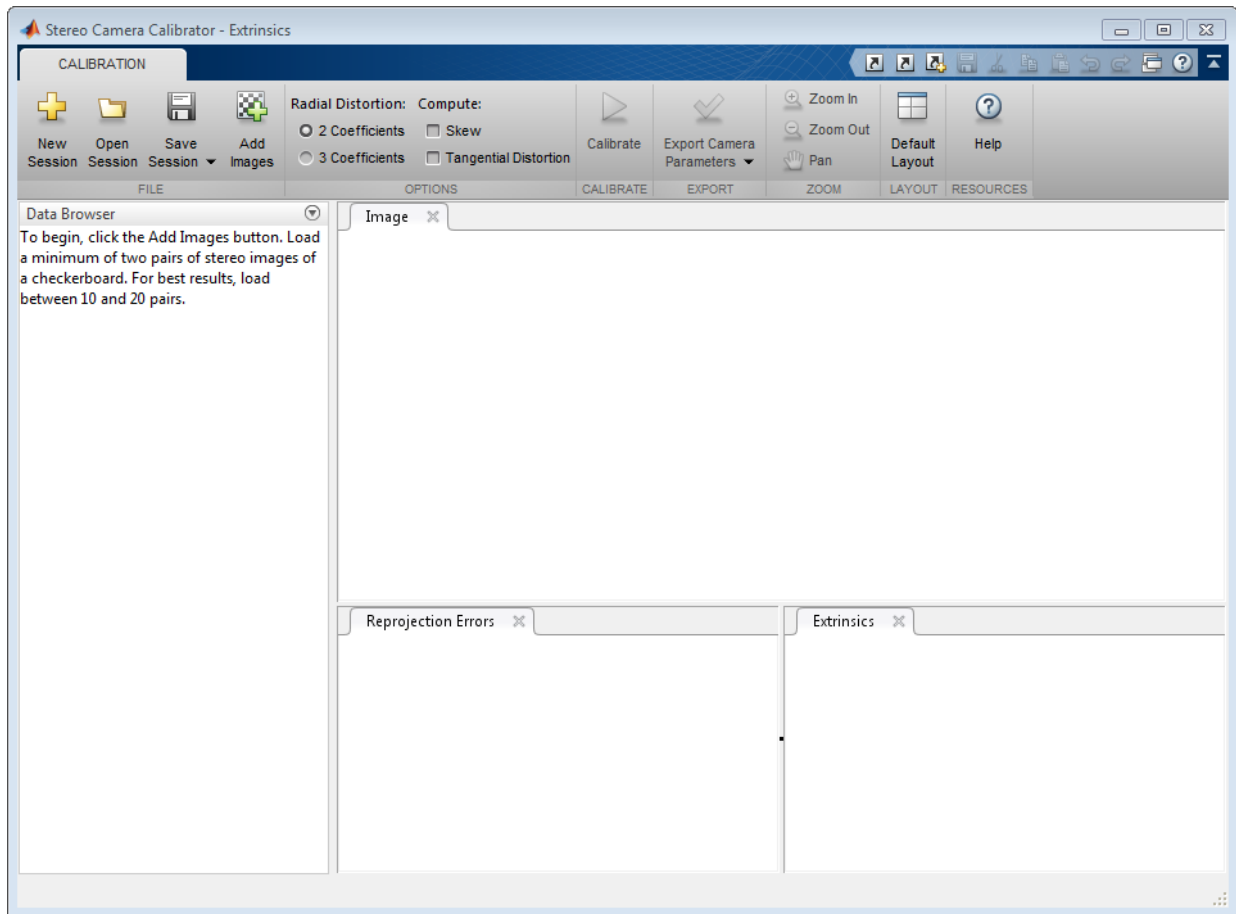 Stereo Camera Calibrator - Extrinsics
CALIBRATION
New Session
Open Session
Save Session
Add Images
Radial Distortion:
2 Coefficients
3 Coefficients
Compute:
Skew
Tangential Distortion
Calibrate
Export Camera Parameters
Zoom In
Zoom Out
Pan
Default Layout
Help
FILE
OPTIONS
CALIBRATE
EXPORT
ZOOM
LAYOUT
RESOURCES
Data Browser
To begin, click the Add Images button. Load
a minimum of two pairs of stereo images of
a checkerboard. For best results, load
between 10 and 20 pairs.
Image
Reprojection Errors
Extrinsics